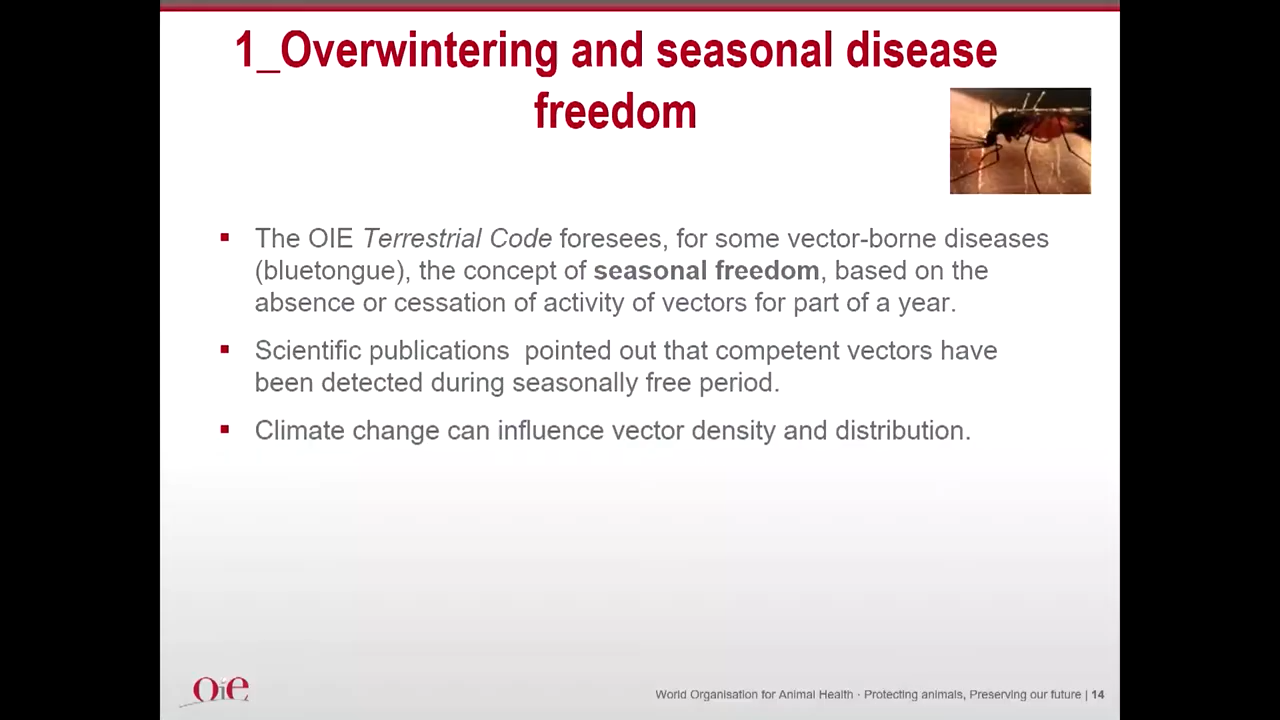 1_Overwintering and seasonal disease
freedom
▪ The OIE Terrestrial Code foresees, for some vector-borne diseases
(bluetongue), the concept of seasonal freedom, based on the
absence or cessation of activity of vectors for part of a year.
▪ Scientific publications  pointed out that competent vectors have
been detected during seasonally free period.
▪ Climate change can influence vector density and distribution.
Oie
World Organisation for Animal Health · Protecting animals, Preserving our future | 14